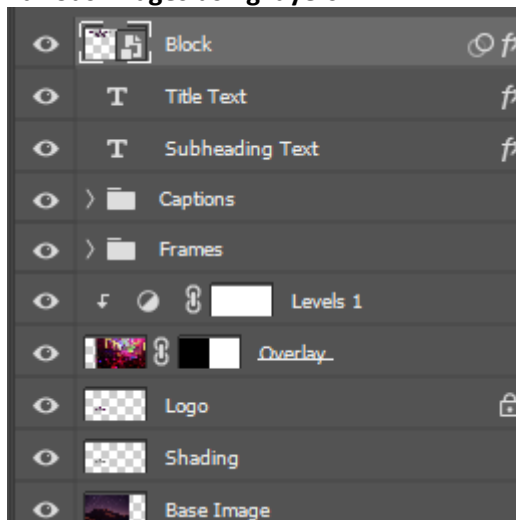 Block
Title Text
Subheading Text
Captions
Frames
Levels 1
Overlay
Logo
Shading
Base Image